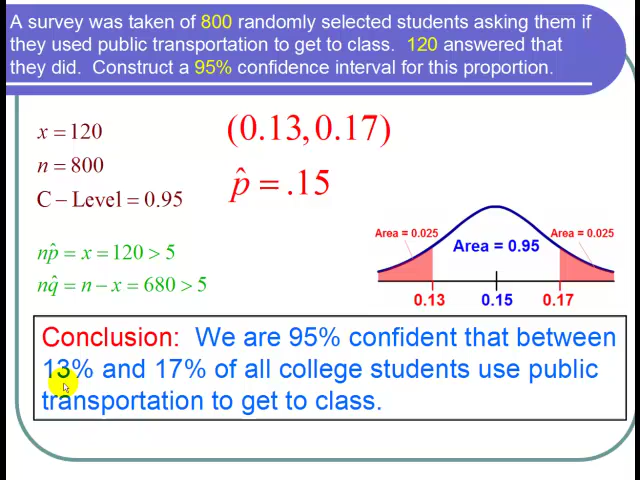 A survey was taken of 800 randomly selected students asking them if
they used public transportation to get to class. 120 answered that
they did. Construct a 95% confidence interval for this proportion.
x = 120
n = 800
C – Level = 0.95
(0.13, 0.17)
p̂ = .15
np̂ = x = 120 > 5
nq̂ = n – x = 680 > 5
Area = 0.025
Area = 0.95
Area = 0.025
0.13 0.15 0.17
Conclusion: We are 95% confident that between
13% and 17% of all college students use public
transportation to get to class.